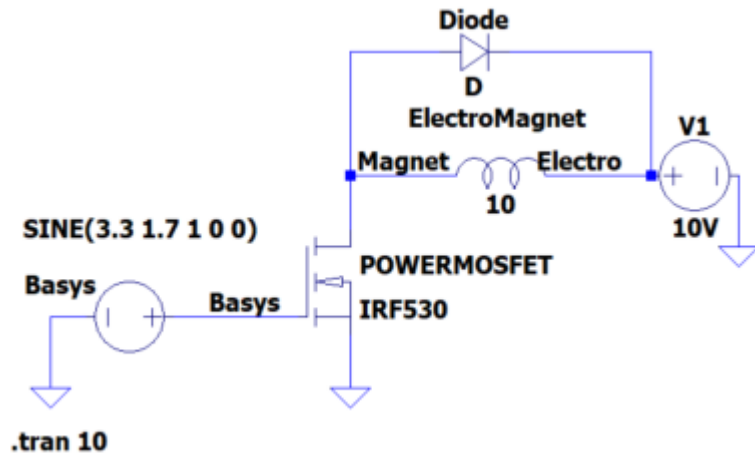 Diode
D
ElectroMagnet
V1
Magnet
Electro
+
10
10V
SINE(3.3 1.7 1 0 0)
Basys
Basys
+
POWERMOSFET
IRF530
.tran 10